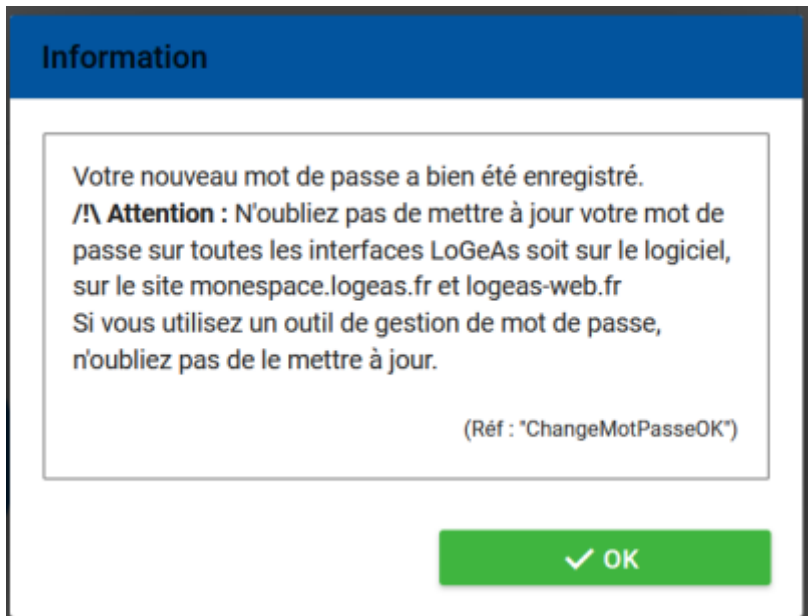 Information
Votre nouveau mot de passe a bien été enregistré.
/!\ Attention : N'oubliez pas de mettre à jour votre mot de
passe sur toutes les interfaces LoGeAs soit sur le logiciel,
sur le site monespace.logeas.fr et logeas-web.fr
Si vous utilisez un outil de gestion de mot de passe,
n'oubliez pas de le mettre à jour.
(Réf : "ChangeMotPasseOK")
OK